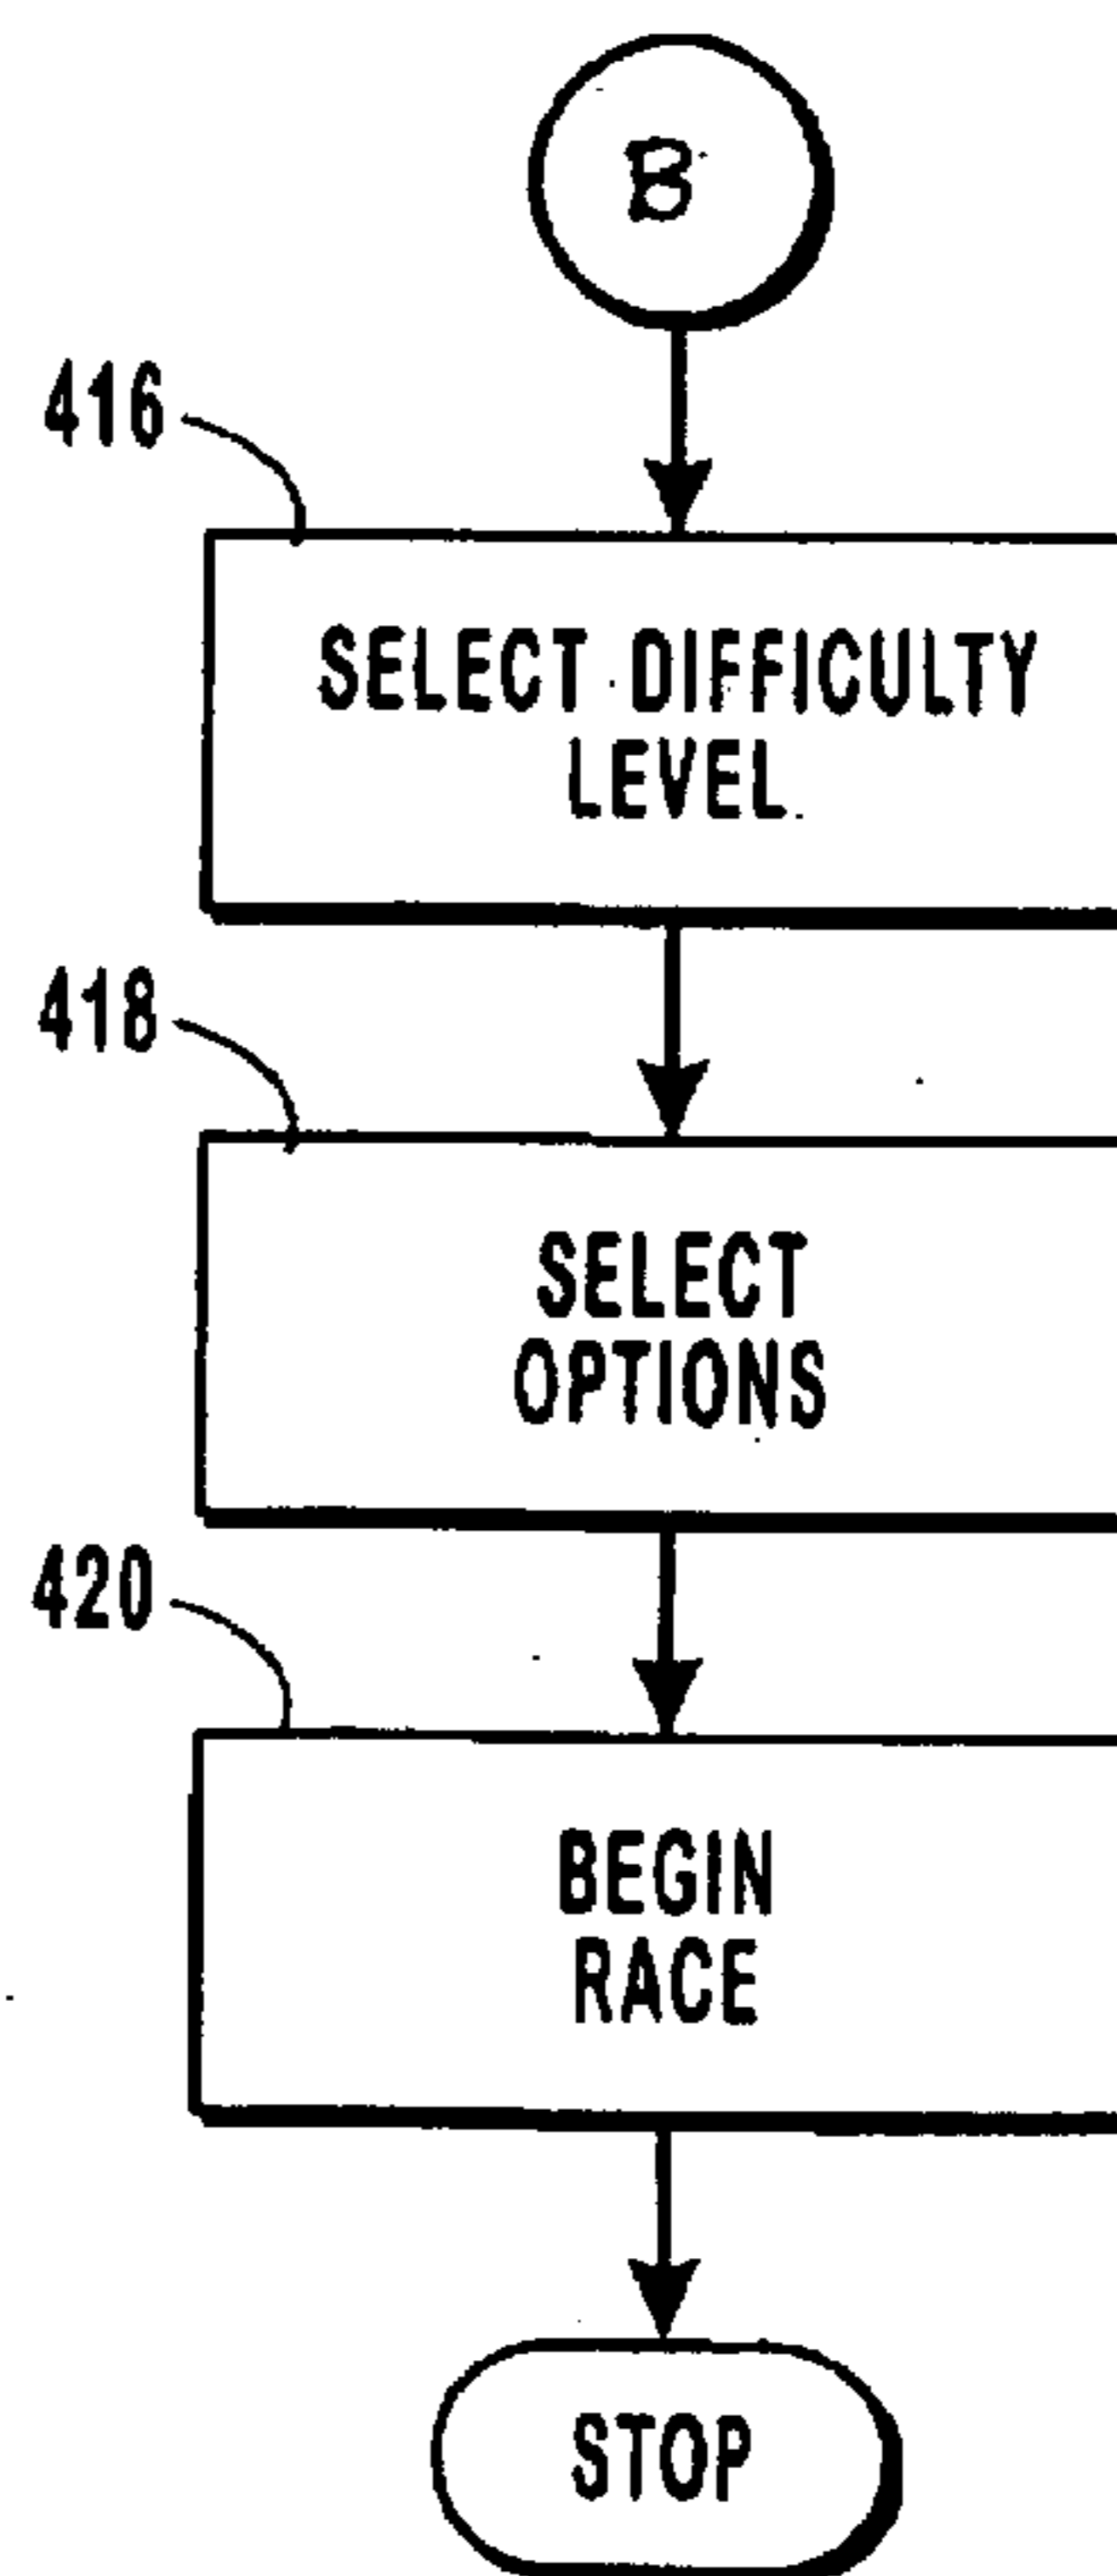 B
416
SELECT DIFFICULTY
LEVEL
418
SELECT
OPTIONS
420
BEGIN
RACE
STOP